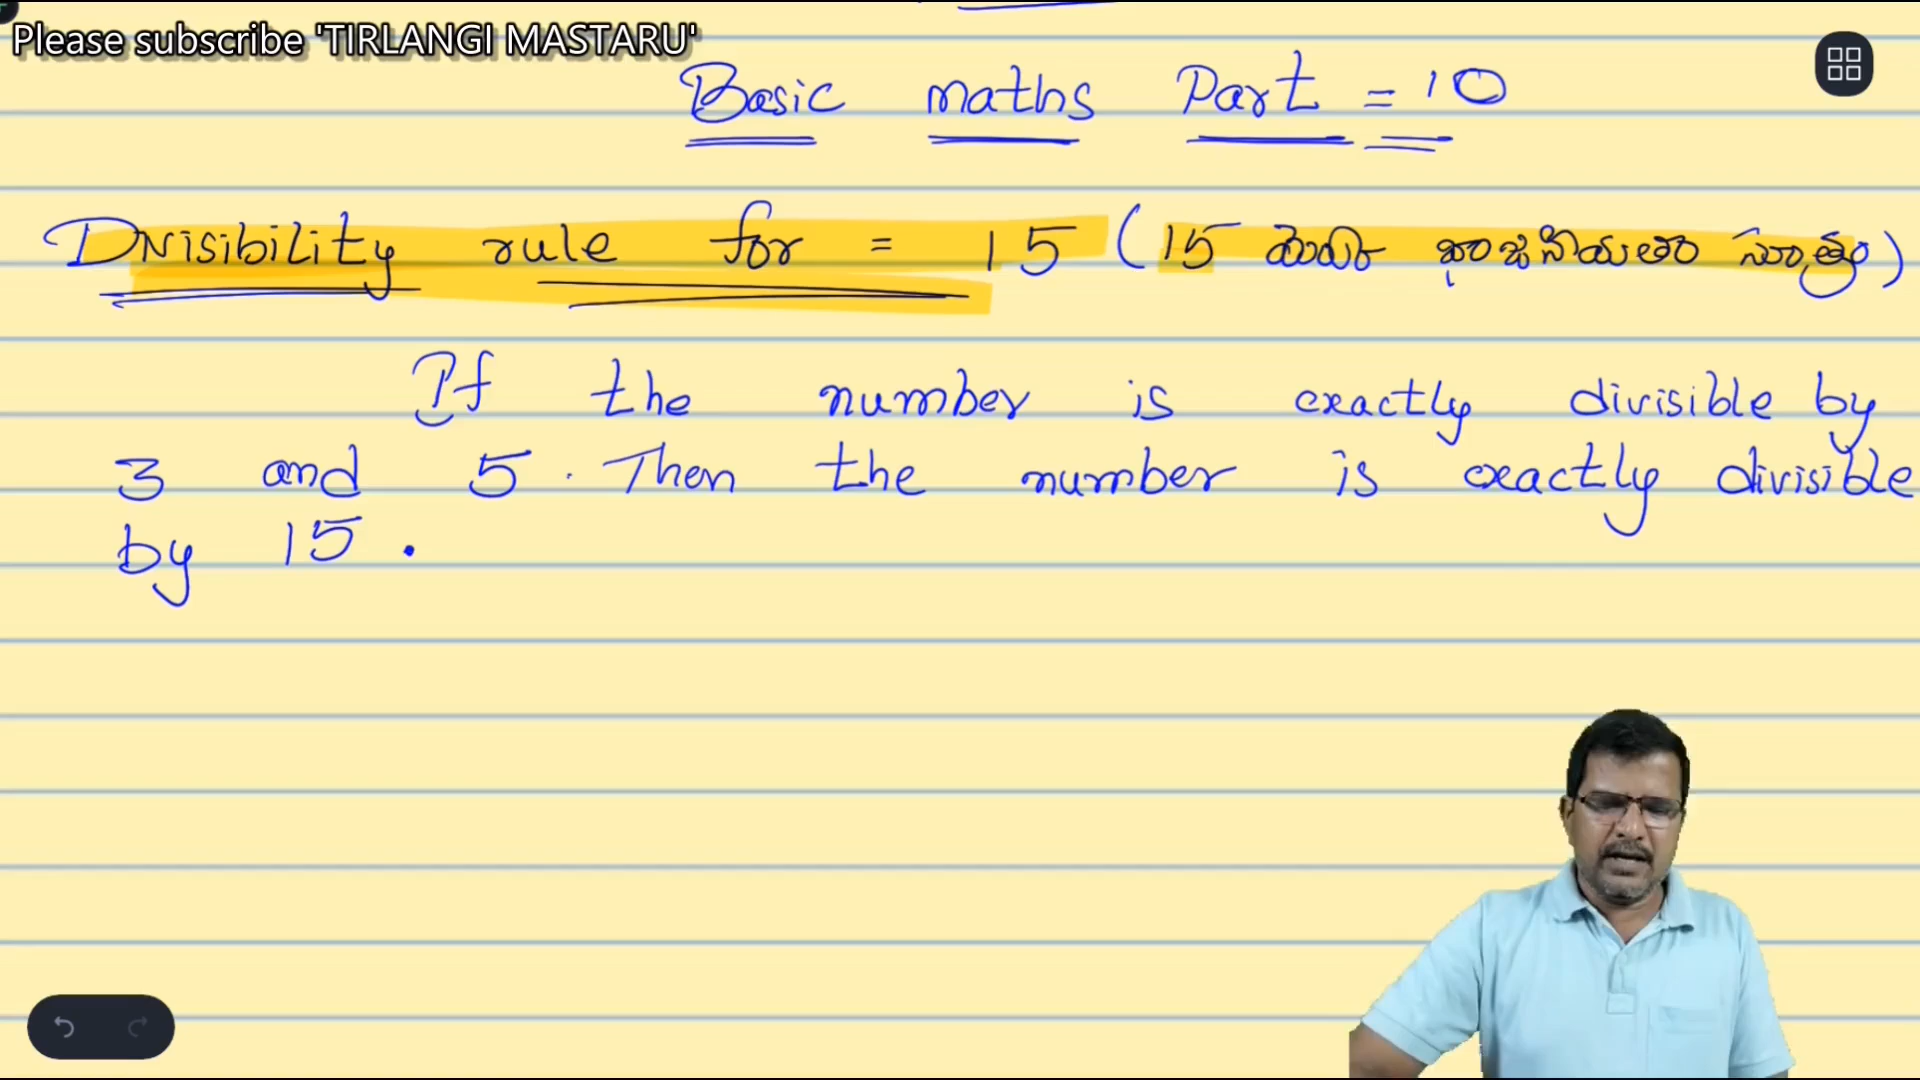 Please subscribe 'TIRLANGI MASTARU'
Basic maths Part = 10
Divisibility rule for = 15 (15 యొక్క భాజనీయతా సూత్రం)
If the number is exactly divisible by
3 and 5. Then the number is exactly divisible
by 15.